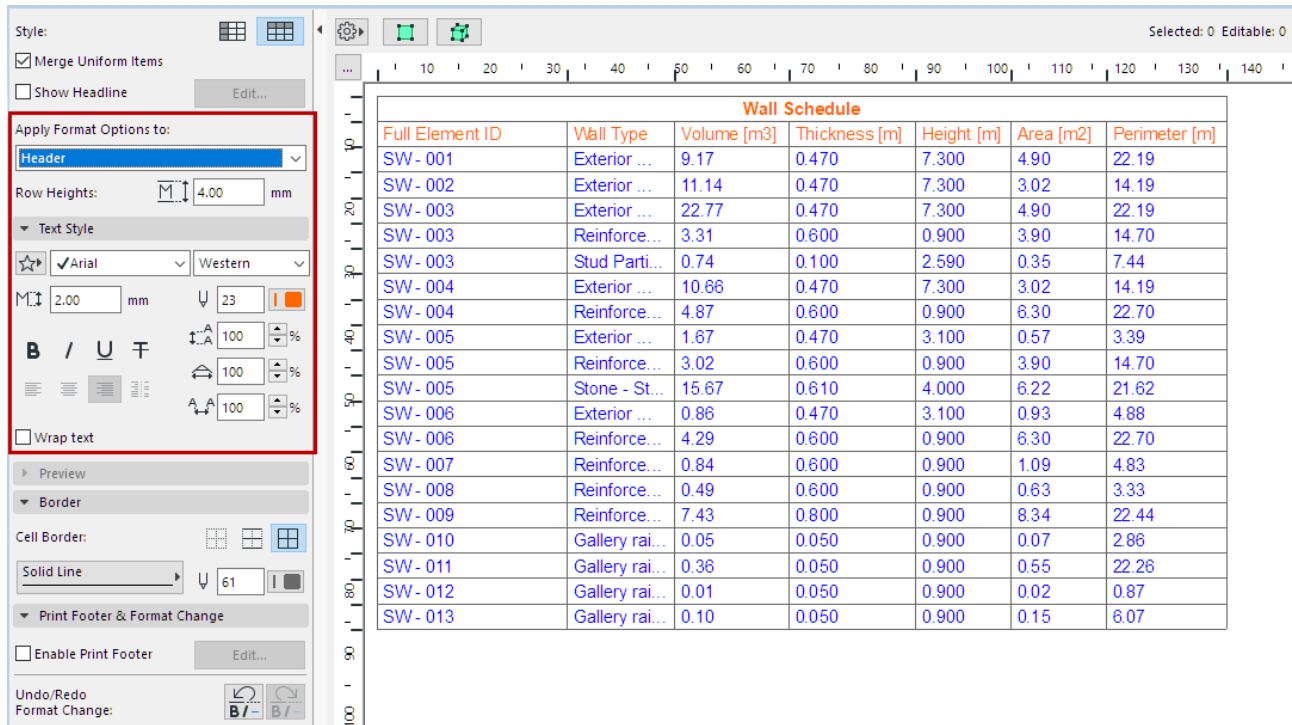 Style:
Merge Uniform Items
Show Headline Edit...
Apply Format Options to:
Header
Row Heights: M 4.00 mm
Text Style
✓Arial Western
M 2.00 mm 23
B I U T A A 100 %
100 %
A A 100 %
Wrap text
Preview
Border
Cell Border:
Solid Line 61
Print Footer & Format Change
Enable Print Footer Edit...
Undo/Redo
Format Change: B I – B I –
Selected: 0 Editable: 0
... 10 20 30 40 50 60 70 80 90 100 110 120 130 140
10
20
30
40
50
60
70
80
90
100
Wall Schedule
Full Element ID Wall Type Volume [m3] Thickness [m] Height [m] Area [m2] Perimeter [m]
SW - 001 Exterior ... 9.17 0.470 7.300 4.90 22.19
SW - 002 Exterior ... 11.14 0.470 7.300 3.02 14.19
SW - 003 Exterior ... 22.77 0.470 7.300 4.90 22.19
SW - 003 Reinforce... 3.31 0.600 0.900 3.90 14.70
SW - 003 Stud Parti... 0.74 0.100 2.590 0.35 7.44
SW - 004 Exterior ... 10.66 0.470 7.300 3.02 14.19
SW - 004 Reinforce... 4.87 0.600 0.900 6.30 22.70
SW - 005 Exterior ... 1.67 0.470 3.100 0.57 3.39
SW - 005 Reinforce... 3.02 0.600 0.900 3.90 14.70
SW - 005 Stone - St... 15.67 0.610 4.000 6.22 21.62
SW - 006 Exterior ... 0.86 0.470 3.100 0.93 4.88
SW - 006 Reinforce... 4.29 0.600 0.900 6.30 22.70
SW - 007 Reinforce... 0.84 0.600 0.900 1.09 4.83
SW - 008 Reinforce... 0.49 0.600 0.900 0.63 3.33
SW - 009 Reinforce... 7.43 0.800 0.900 8.34 22.44
SW - 010 Gallery rai... 0.05 0.050 0.900 0.07 2.86
SW - 011 Gallery rai... 0.36 0.050 0.900 0.55 22.26
SW - 012 Gallery rai... 0.01 0.050 0.900 0.02 0.87
SW - 013 Gallery rai... 0.10 0.050 0.900 0.15 6.07